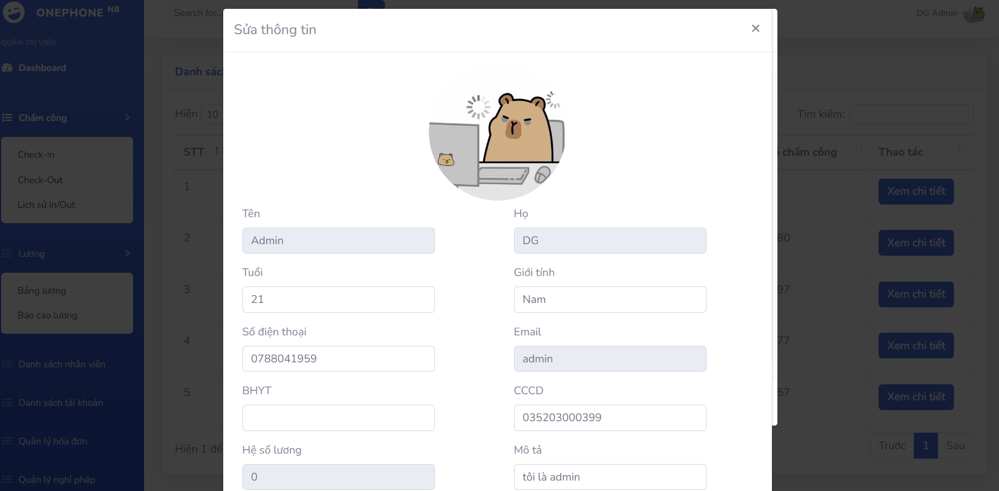 ONEPHONE N8
Search for...
DG Admin
QUẢN TRỊ VIÊN
Dashboard
Chấm công
Check-In
Check-Out
Lịch sử In/Out
Lương
Bảng lương
Báo cáo lương
Danh sách nhân viên
Danh sách tài khoản
Quản lý hóa đơn
Quản lý nghỉ phép
Sửa thông tin
×
Tên
Họ
Admin
DG
Tuổi
Giới tính
21
Nam
Số điện thoại
Email
0788041959
admin
BHYT
CCCD
035203000399
Hệ số lương
Mô tả
0
tôi là admin
Hiện 10
Tìm kiếm:
STT
chấm công
Thao tác
1
Xem chi tiết
2
80
Xem chi tiết
3
97
Xem chi tiết
4
77
Xem chi tiết
5
57
Xem chi tiết
Hiện 1
Trước 1 Sau